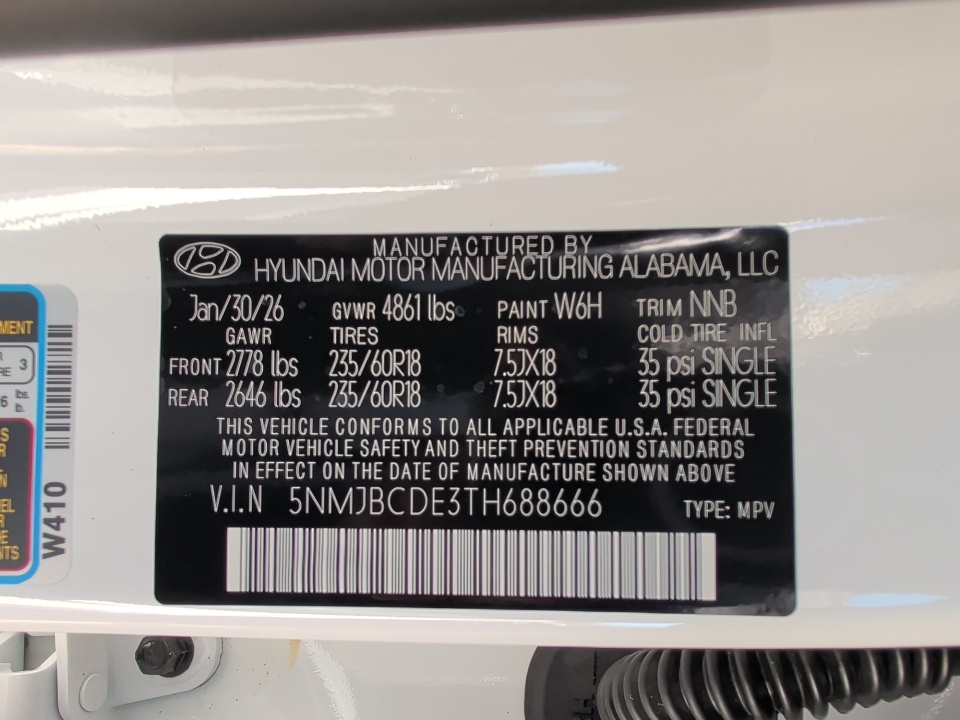 MANUFACTURED BY
HYUNDAI MOTOR MANUFACTURING ALABAMA, LLC
Jan/30/26 GVWR 4861 lbs PAINT W6H TRIM NNB
GAWR TIRES RIMS COLD TIRE INFL
FRONT 2778 lbs 235/60R18 7.5JX18 35 psi SINGLE
REAR 2646 lbs 235/60R18 7.5JX18 35 psi SINGLE
THIS VEHICLE CONFORMS TO ALL APPLICABLE U.S.A. FEDERAL
MOTOR VEHICLE SAFETY AND THEFT PREVENTION STANDARDS
IN EFFECT ON THE DATE OF MANUFACTURE SHOWN ABOVE
V.I.N 5NMJBCDE3TH688666 TYPE: MPV
3
lbs.
lb.
W410